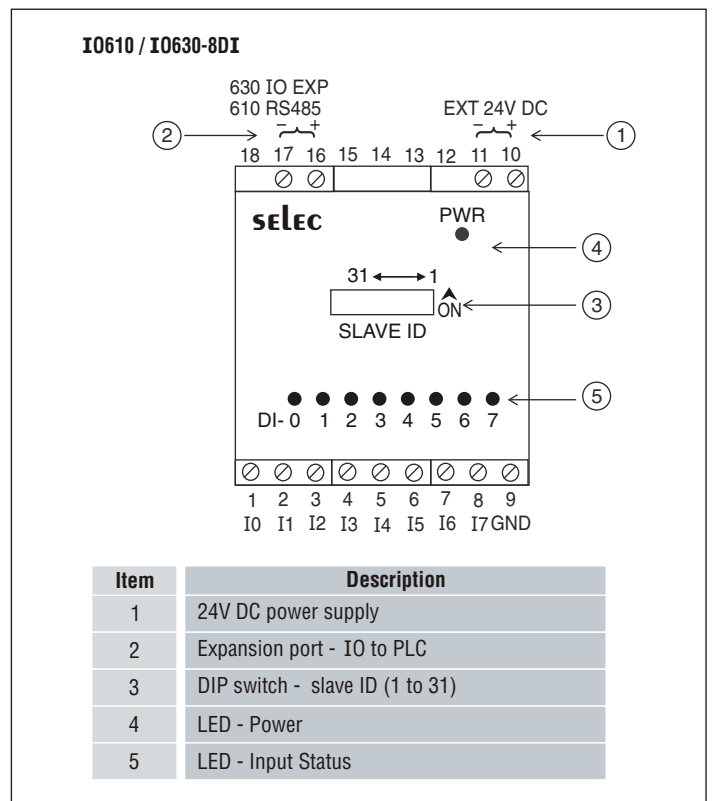 IO610 / IO630-8DI
630 IO EXP
610 RS485
EXT 24V DC
− +
− +
2
1
18 17 16 15 14 13 12 11 10
selec
PWR
4
31 1
ON
3
SLAVE ID
5
DI- 0 1 2 3 4 5 6 7
1 2 3 4 5 6 7 8 9
I0 I1 I2 I3 I4 I5 I6 I7 GND
Item Description
1 24V DC power supply
2 Expansion port - IO to PLC
3 DIP switch - slave ID (1 to 31)
4 LED - Power
5 LED - Input Status